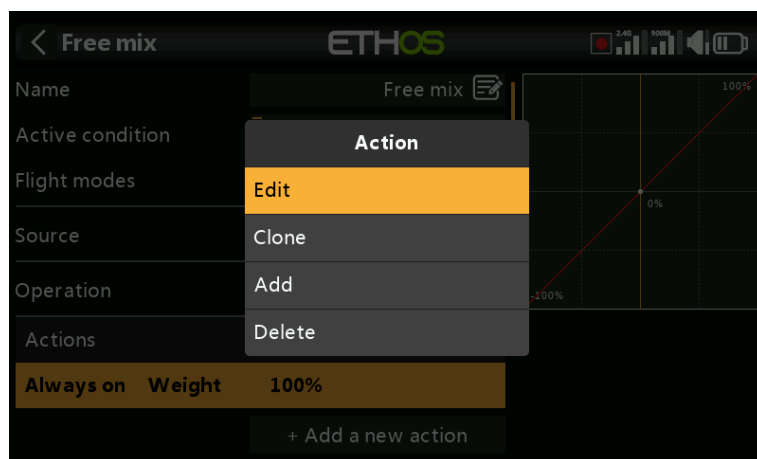 Free mix
ETHOS
2.4G 900M
Name Free mix
100%
Active condition
Action
Flight modes
Edit
0%
Source
Clone
Operation
Add
-100%
Actions
Delete
Always on Weight 100%
+ Add a new action